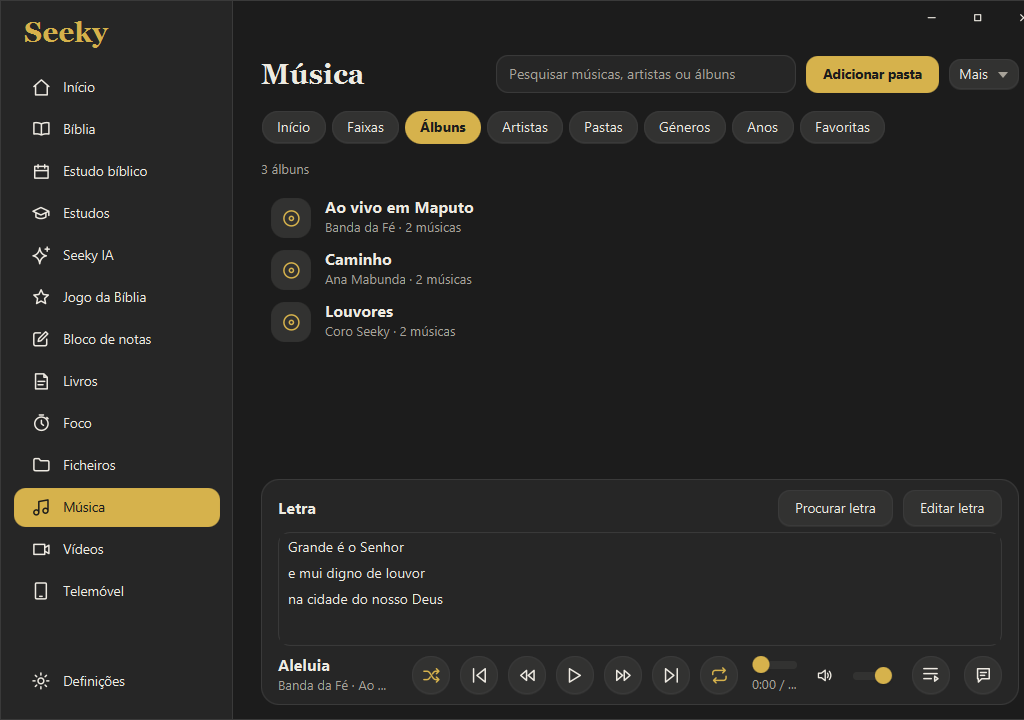 Seeky
Início
Bíblia
Estudo bíblico
Estudos
Seeky IA
Jogo da Bíblia
Bloco de notas
Livros
Foco
Ficheiros
Música
Vídeos
Telemóvel
Definições
Música
Pesquisar músicas, artistas ou álbuns
Adicionar pasta
Mais
Início Faixas Álbuns Artistas Pastas Géneros Anos Favoritas
3 álbuns
Ao vivo em Maputo
Banda da Fé · 2 músicas
Caminho
Ana Mabunda · 2 músicas
Louvores
Coro Seeky · 2 músicas
Letra
Procurar letra
Editar letra
Grande é o Senhor
e mui digno de louvor
na cidade do nosso Deus
Aleluia
Banda da Fé · Ao ...
0:00 / ...